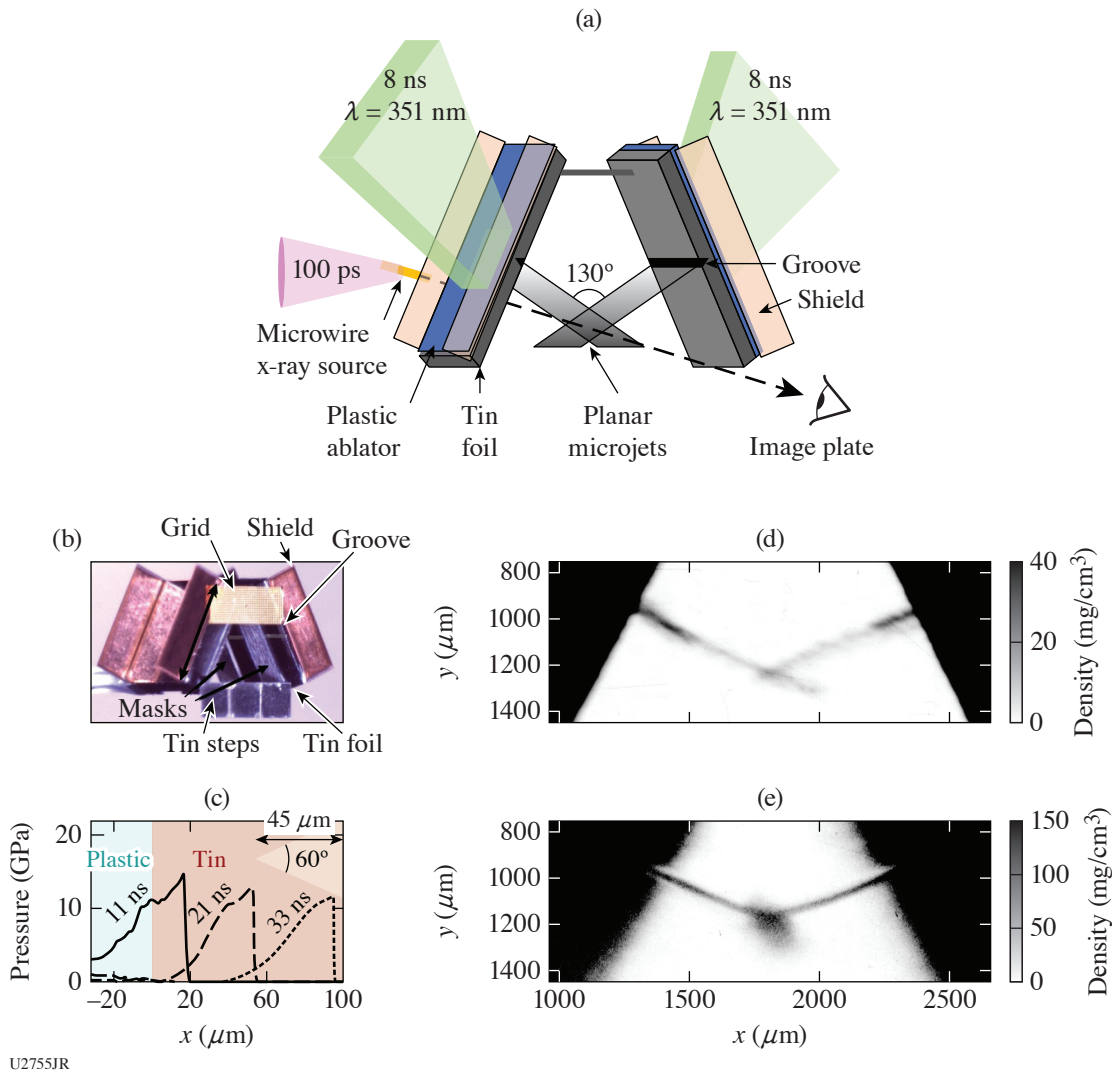 (a)
8 ns
λ = 351 nm
8 ns
λ = 351 nm
100 ps
130°
Groove
Shield
Microwire
x-ray source
Plastic
ablator
Tin
foil
Planar
microjets
Image plate
(b)
Grid
Shield
Groove
Masks
Tin steps
Tin foil
(c)
Pressure (GPa)
20
10
0
Plastic
Tin
45 μm
60°
11 ns
21 ns
33 ns
–20
20
60
100
x (μm)
(d)
y (μm)
800
1000
1200
1400
40
20
0
Density (mg/cm3)
(e)
y (μm)
800
1000
1200
1400
1000
1500
2000
2500
x (μm)
150
100
50
0
Density (mg/cm3)
U2755JR